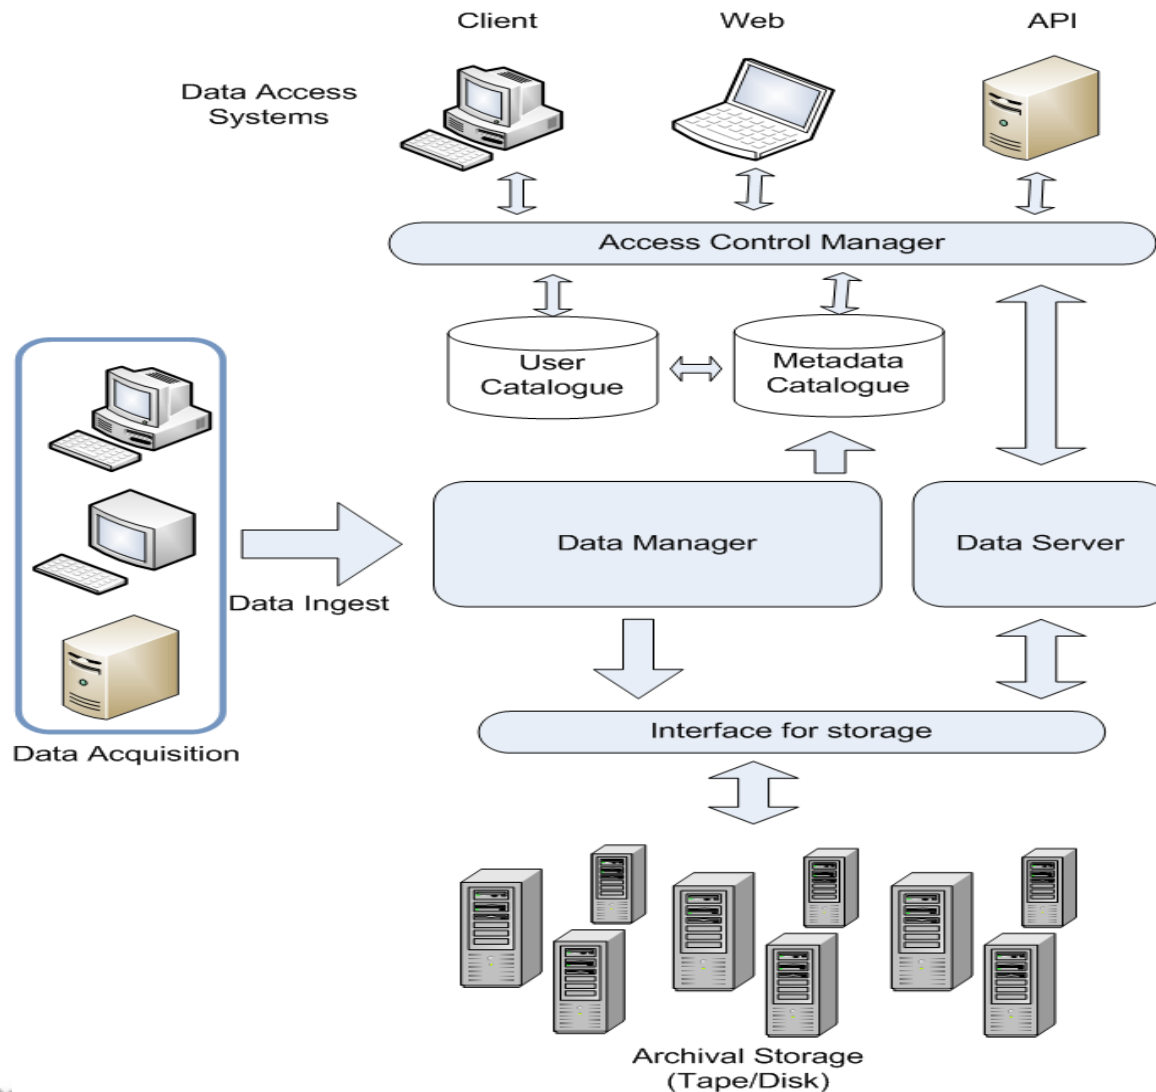 Client
Web
API
Data Access
Systems
Access Control Manager
User
Catalogue
Metadata
Catalogue
Data Manager
Data Server
Data Ingest
Interface for storage
Data Acquisition
Archival Storage
(Tape/Disk)